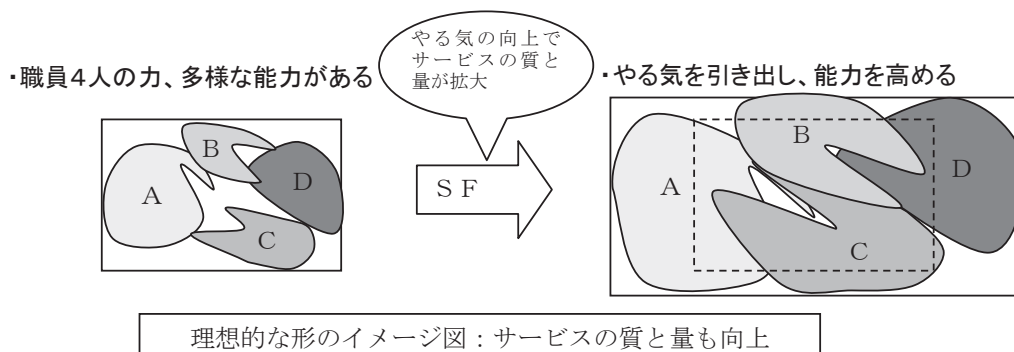 やる気の向上で
サービスの質と
量が拡大
・職員4人の力、多様な能力がある
・やる気を引き出し、能力を高める
A
B
C
D
SF
A
B
C
D
理想的な形のイメージ図：サービスの質と量も向上